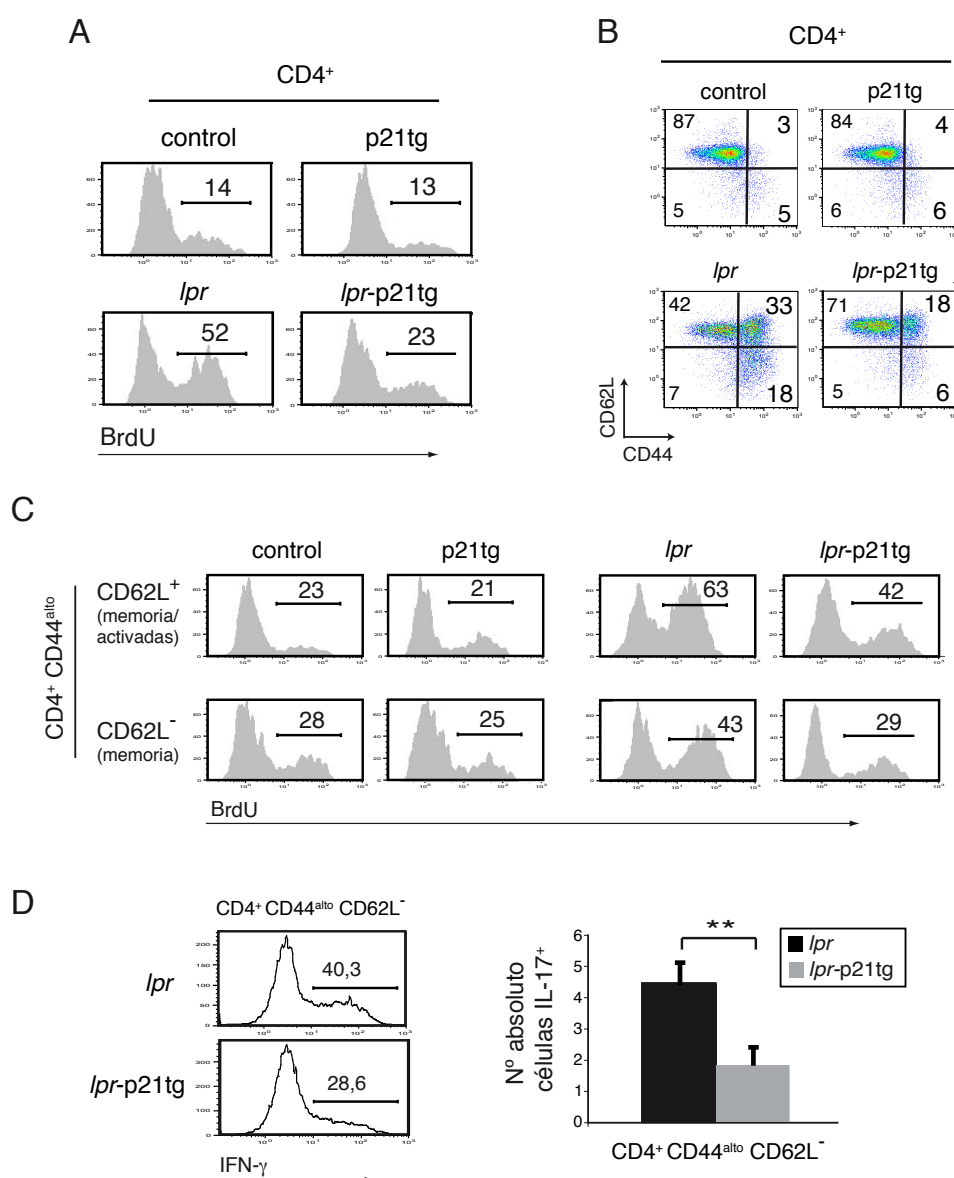 A
CD4+
control
p21tg
14
13
lpr
lpr-p21tg
52
23
BrdU
B
CD4+
control
p21tg
87
3
84
4
5
5
6
6
lpr
lpr-p21tg
42
33
71
18
7
18
5
6
CD62L
CD44
C
control
p21tg
lpr
lpr-p21tg
CD4+ CD44alto
CD62L+
(memoria/
activadas)
23
21
63
42
CD62L-
(memoria)
28
25
43
29
BrdU
D
CD4+ CD44alto CD62L-
lpr
40,3
lpr-p21tg
28,6
IFN-γ
Nº absoluto
células IL-17+
6
5
4
3
2
1
0
**
lpr
lpr-p21tg
CD4+ CD44alto CD62L-